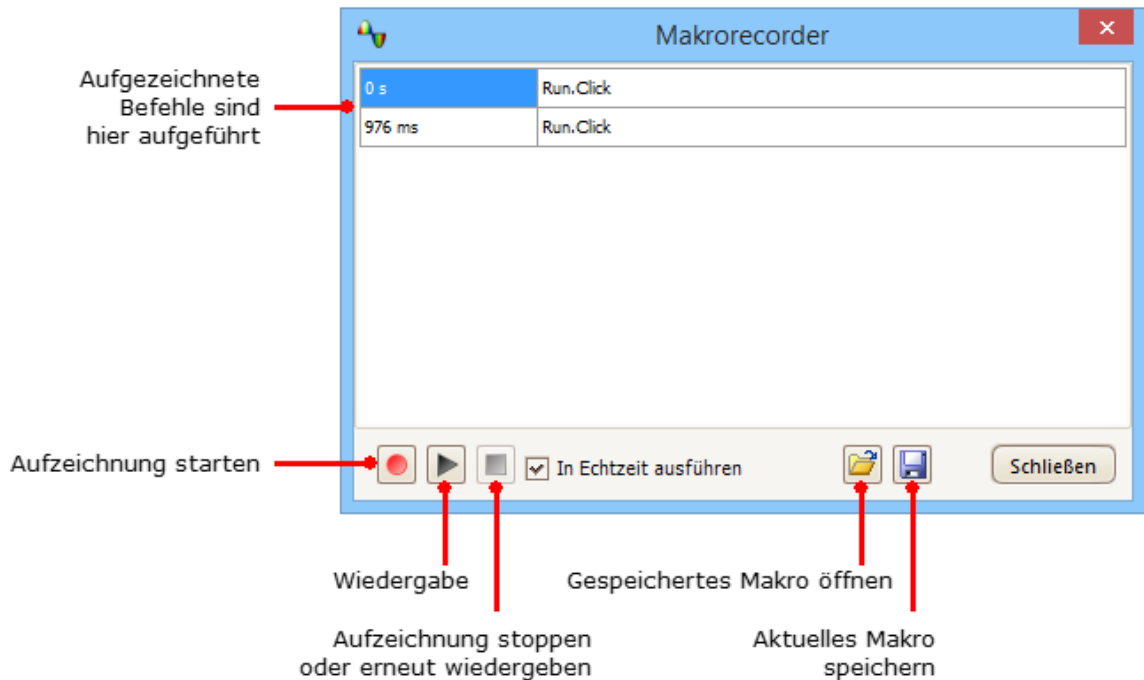 Makrorecorder
Aufgezeichnete
Befehle sind
hier aufgeführt
0 s Run.Click
976 ms Run.Click
Aufzeichnung starten
In Echtzeit ausführen
Schließen
Wiedergabe
Gespeichertes Makro öffnen
Aufzeichnung stoppen
oder erneut wiedergeben
Aktuelles Makro
speichern